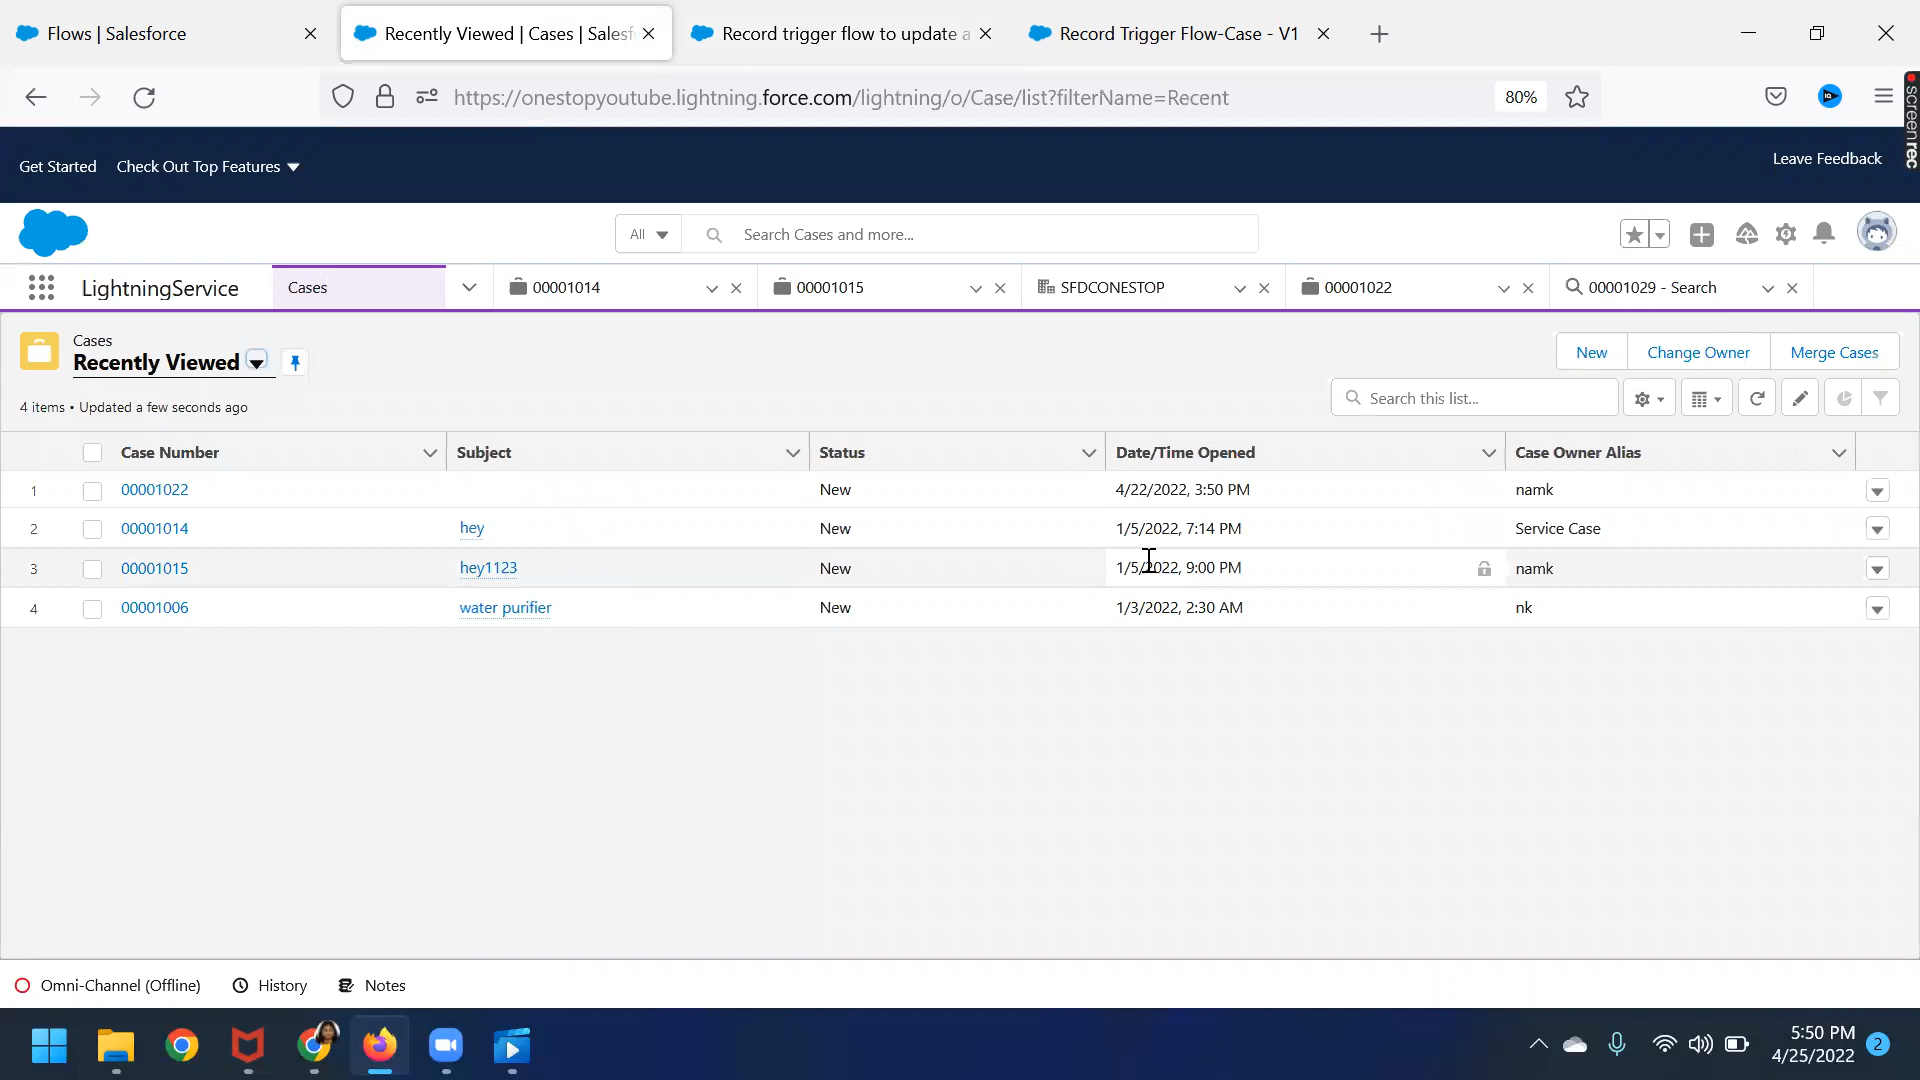 Flows | Salesforce
Recently Viewed | Cases | Salesf
Record trigger flow to update a
Record Trigger Flow-Case - V1
https://onestopyoutube.lightning.force.com/lightning/o/Case/list?filterName=Recent
80%
screenrec
Get Started
Check Out Top Features
Leave Feedback
All
Search Cases and more...
LightningService
Cases
00001014
00001015
SFDCONESTOP
00001022
00001029 - Search
Cases
Recently Viewed
New
Change Owner
Merge Cases
4 items • Updated a few seconds ago
Search this list...
Case Number
Subject
Status
Date/Time Opened
Case Owner Alias
1 00001022 New 4/22/2022, 3:50 PM namk
2 00001014 hey New 1/5/2022, 7:14 PM Service Case
3 00001015 hey1123 New 1/5/2022, 9:00 PM namk
4 00001006 water purifier New 1/3/2022, 2:30 AM nk
Omni-Channel (Offline)
History
Notes
5:50 PM
4/25/2022
2